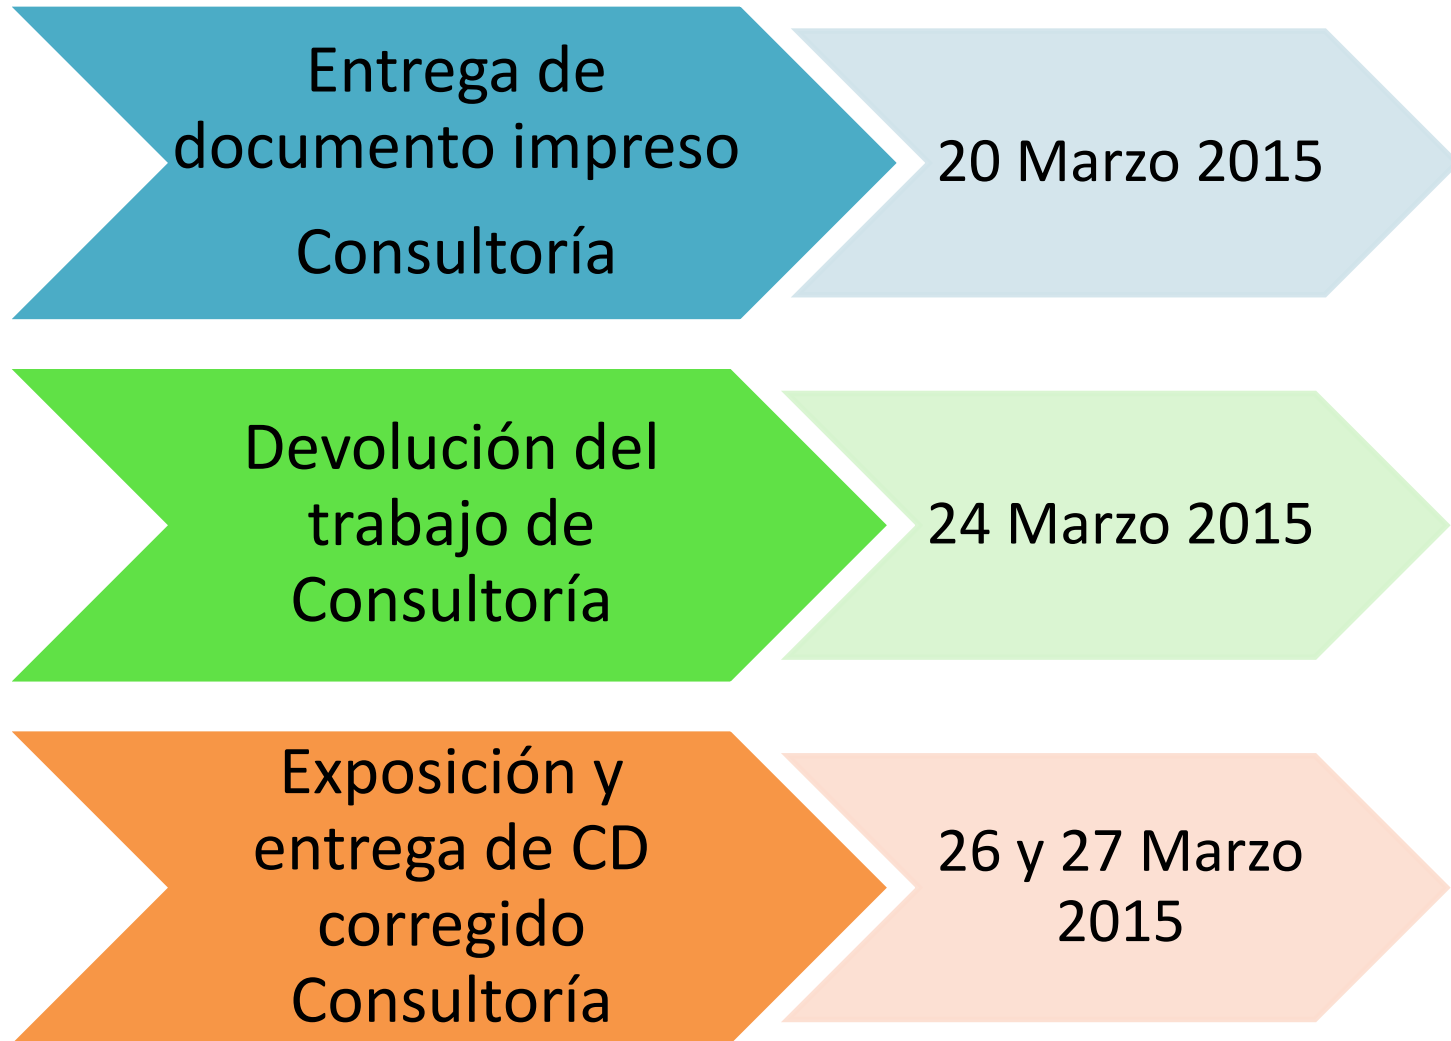 Entrega de
documento impreso
Consultoría
20 Marzo 2015
Devolución del
trabajo de
Consultoría
24 Marzo 2015
Exposición y
entrega de CD
corregido
Consultoría
26 y 27 Marzo
2015